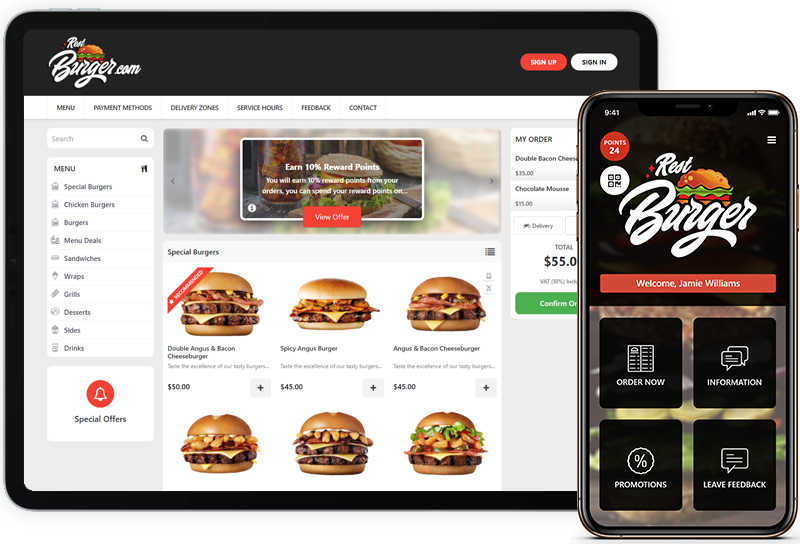 Rest
Burger.com
SIGN UP
SIGN IN
MENU
PAYMENT METHODS
DELIVERY ZONES
SERVICE HOURS
FEEDBACK
CONTACT
Search
MENU
Special Burgers
Chicken Burgers
Burgers
Menu Deals
Sandwiches
Wraps
Grills
Desserts
Sides
Drinks
Special Offers
Earn 10% Reward Points
You will earn 10% reward points from your
orders, you can spend your reward points on...
View Offer
Special Burgers
RECOMMENDED
Double Angus & Bacon
Cheeseburger
Taste the excellence of our tasty burgers...
$50.00
+
Spicy Angus Burger
Taste the excellence of our tasty burgers...
$45.00
+
Angus & Bacon Cheeseburger
Taste the excellence of our tasty burgers...
$45.00
+
MY ORDER
Double Bacon Cheese
$35.00
Chocolate Mousse
$15.00
Delivery
TOTAL
$55.0
VAT (10%) Inclu
Confirm Or
9:41
POINTS
24
Rest
Burger
Welcome, Jamie Williams
ORDER NOW
INFORMATION
%
PROMOTIONS
LEAVE FEEDBACK